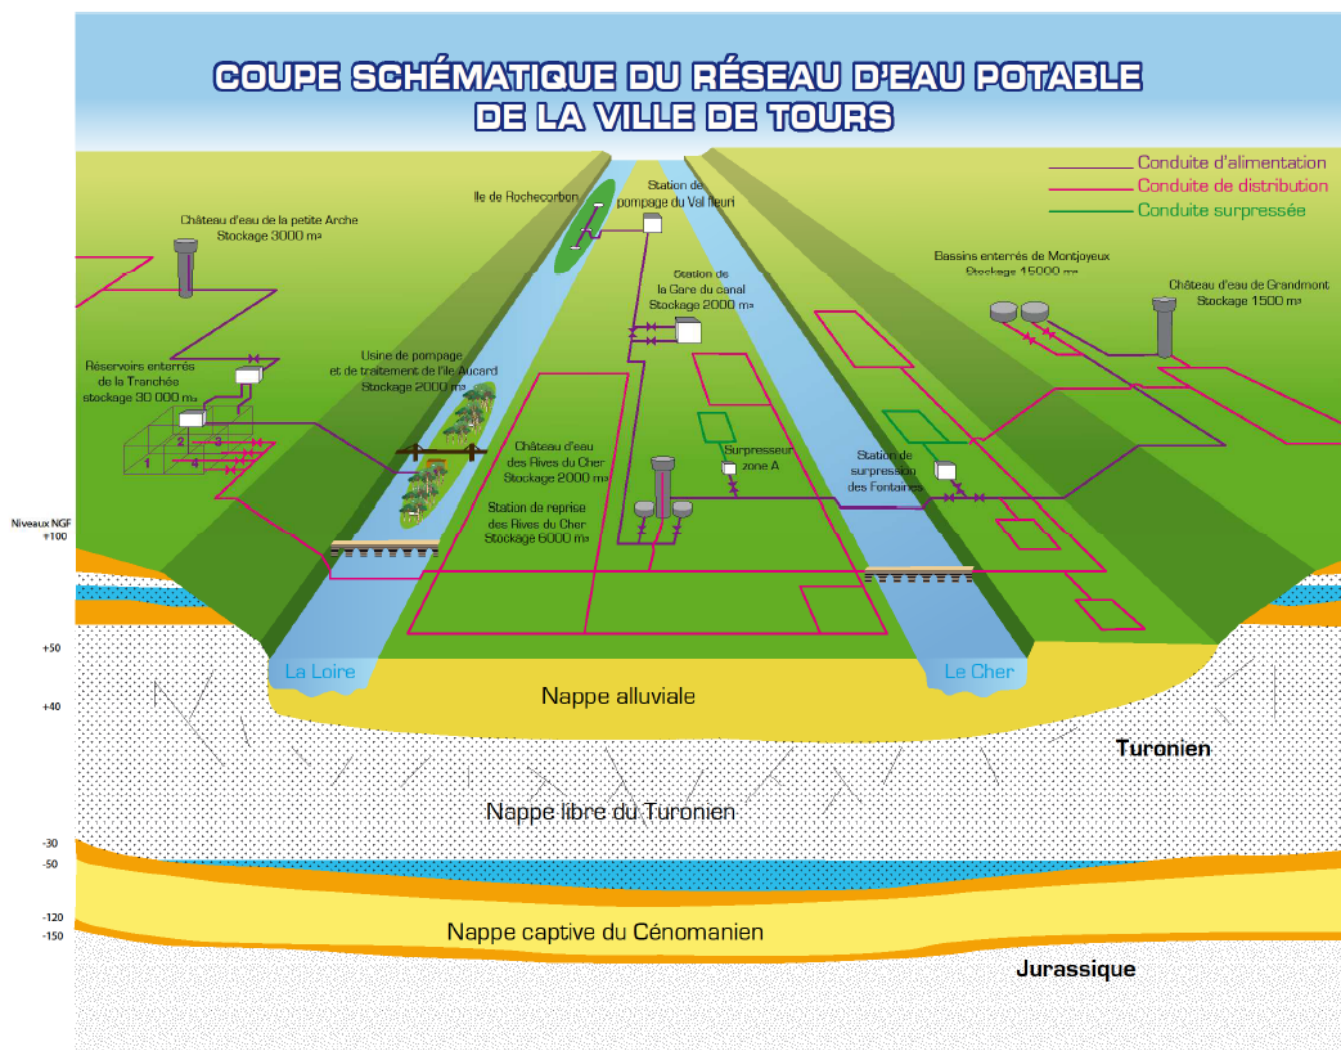 COUPE SCHÉMATIQUE DU RÉSEAU D'EAU POTABLE
DE LA VILLE DE TOURS
Conduite d'alimentation
Conduite de distribution
Conduite surpressée
Ile de Rochecorbon
Station de
pompage du Val fleuri
Château d'eau de la petite Arche
Stockage 3000 m³
Bassins enterrés de Montjoyeux
Stockage 15000 m³
Station de
la Gare du canal
Stockage 2000 m³
Château d'eau de Grandmont
Stockage 1500 m³
Réservoirs enterrés
de la Tranchée
stockage 30 000 m³
Usine de pompage
et de traitement de l'île Aucard
Stockage 2000 m³
1
2
3
4
Château d'eau
des Rives du Cher
Stockage 2000 m³
Surpresseur
zone A
Station de
surpression
des Fontaines
Station de reprise
des Rives du Cher
Stockage 6000 m³
Niveaux NGF
+100
+50
+40
-30
-50
-120
-150
La Loire
Le Cher
Nappe alluviale
Turonien
Nappe libre du Turonien
Nappe captive du Cénomanien
Jurassique